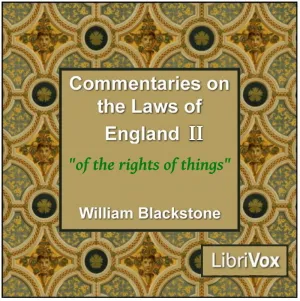 Commentaries on
the Laws of
England II
"of the rights of things"
William Blackstone
LibriVox